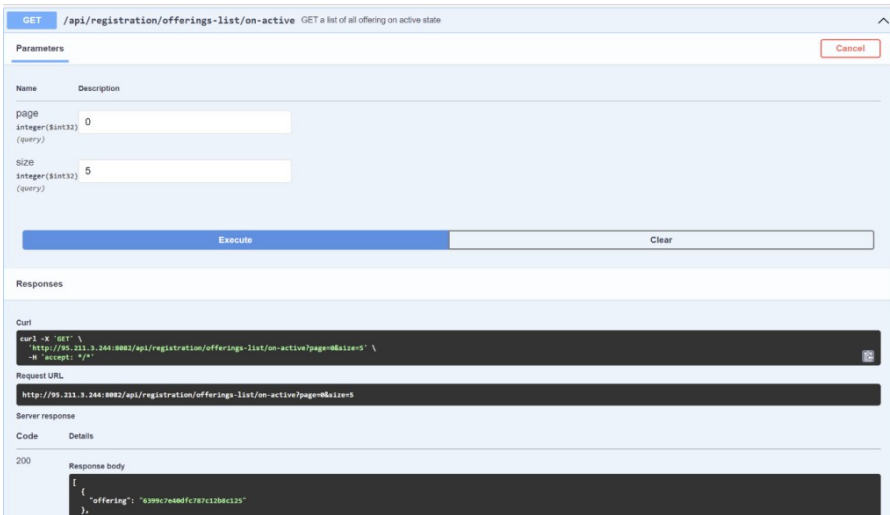 GET /api/registration/offerings-list/on-active GET a list of all offering on active state
Parameters
Cancel
Name Description
page
integer($int32)
(query)
0
size
integer($int32)
(query)
5
Execute Clear
Responses
Curl
curl -X 'GET' \
'http://95.211.3.244:8082/api/registration/offerings-list/on-active?page=0&size=5' \
-H 'accept: */*'
Request URL
http://95.211.3.244:8082/api/registration/offerings-list/on-active?page=0&size=5
Server response
Code Details
200
Response body
[
{
"offering": "6399c7e40dfc787c12b8c125"
},